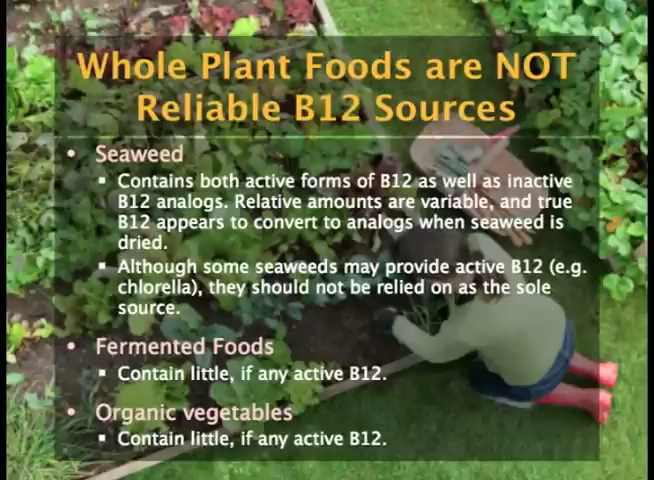 Whole Plant Foods are NOT
Reliable B12 Sources
• Seaweed
▪ Contains both active forms of B12 as well as inactive
B12 analogs. Relative amounts are variable, and true
B12 appears to convert to analogs when seaweed is
dried.
▪ Although some seaweeds may provide active B12 (e.g.
chlorella), they should not be relied on as the sole
source.
• Fermented Foods
▪ Contain little, if any active B12.
• Organic vegetables
▪ Contain little, if any active B12.